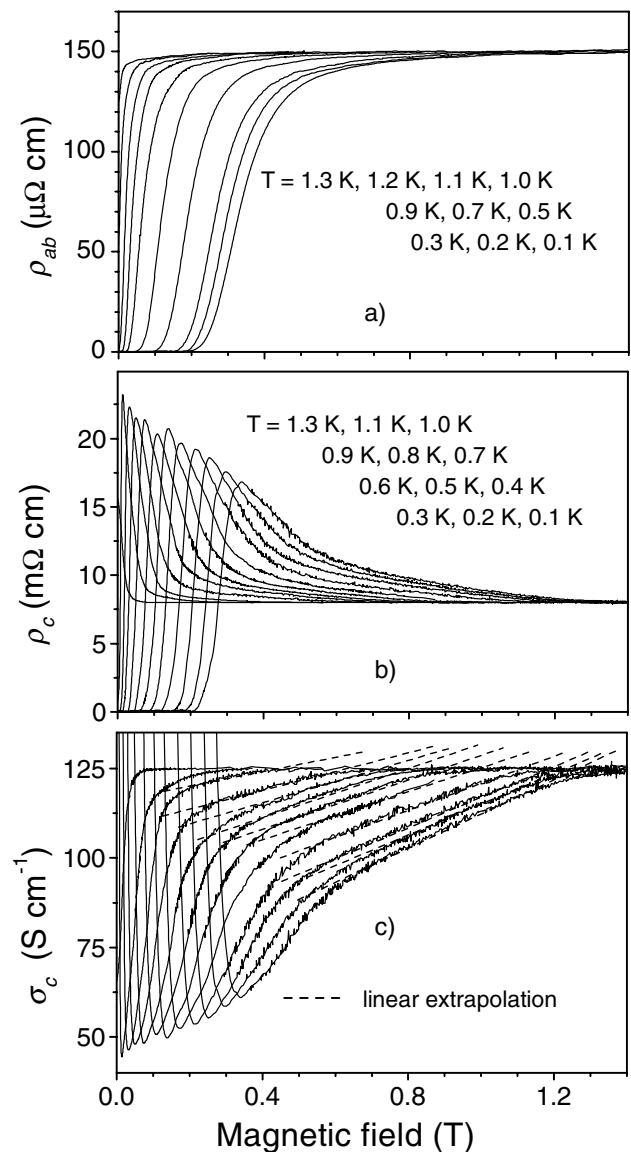 150
100
50
0
ρab (μΩ cm)
T = 1.3 K, 1.2 K, 1.1 K, 1.0 K
0.9 K, 0.7 K, 0.5 K
0.3 K, 0.2 K, 0.1 K
a)
20
15
10
5
0
ρc (mΩ cm)
T = 1.3 K, 1.1 K, 1.0 K
0.9 K, 0.8 K, 0.7 K
0.6 K, 0.5 K, 0.4 K
0.3 K, 0.2 K, 0.1 K
b)
125
100
75
50
σc (S cm⁻¹)
c)
linear extrapolation
0.0 0.4 0.8 1.2
Magnetic field (T)